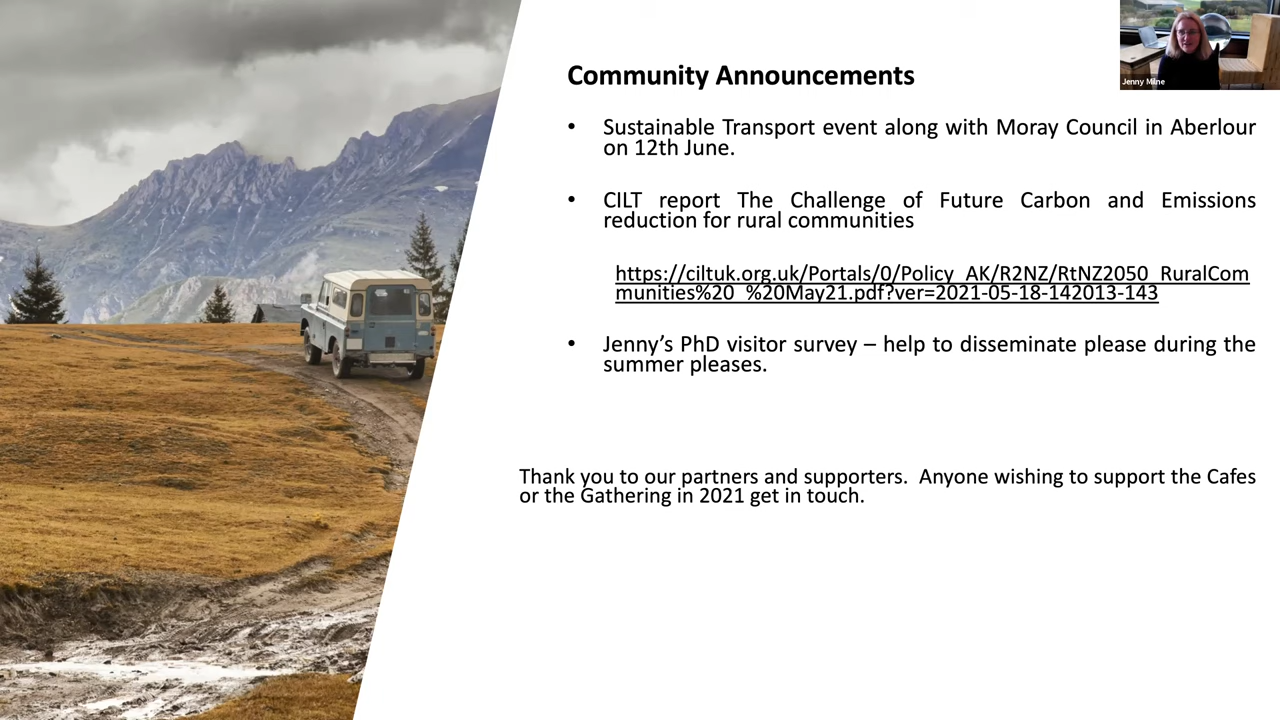 Community Announcements
Jenny Milne
• Sustainable Transport event along with Moray Council in Aberlour
on 12th June.
• CILT report The Challenge of Future Carbon and Emissions
reduction for rural communities
https://ciltuk.org.uk/Portals/0/Policy_AK/R2NZ/RtNZ2050_RuralCom
munities%20_%20May21.pdf?ver=2021-05-18-142013-143
• Jenny’s PhD visitor survey – help to disseminate please during the
summer pleases.
Thank you to our partners and supporters. Anyone wishing to support the Cafes
or the Gathering in 2021 get in touch.